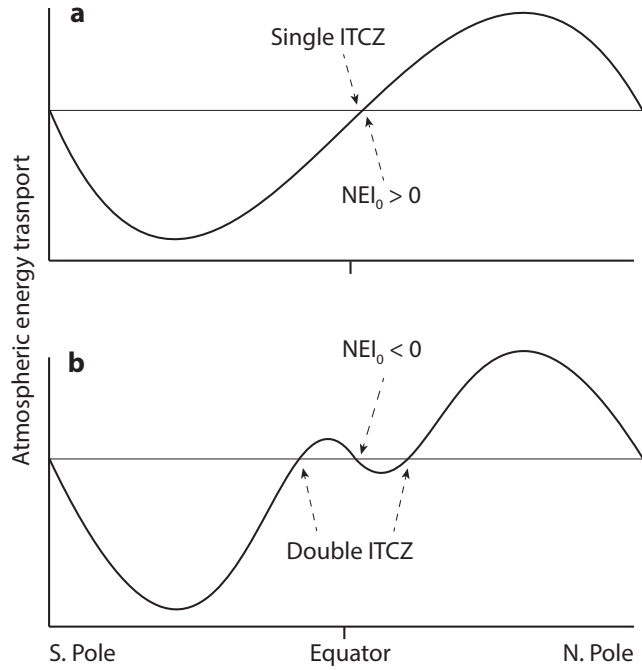 a
Single ITCZ
NEI₀ > 0
Atmospheric energy trasnport
b
NEI₀ < 0
Double ITCZ
S. Pole
Equator
N. Pole